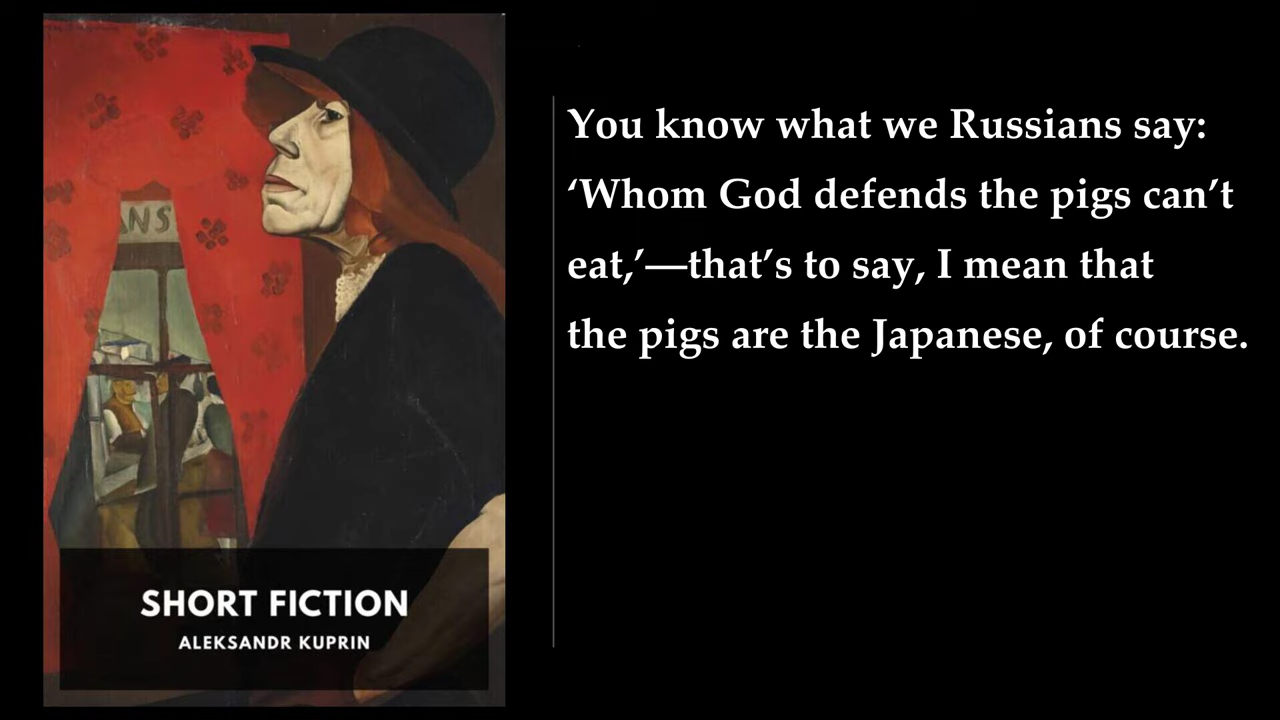 ANS
SHORT FICTION
ALEKSANDR KUPRIN
You know what we Russians say:
‘Whom God defends the pigs can’t
eat,’—that’s to say, I mean that
the pigs are the Japanese, of course.